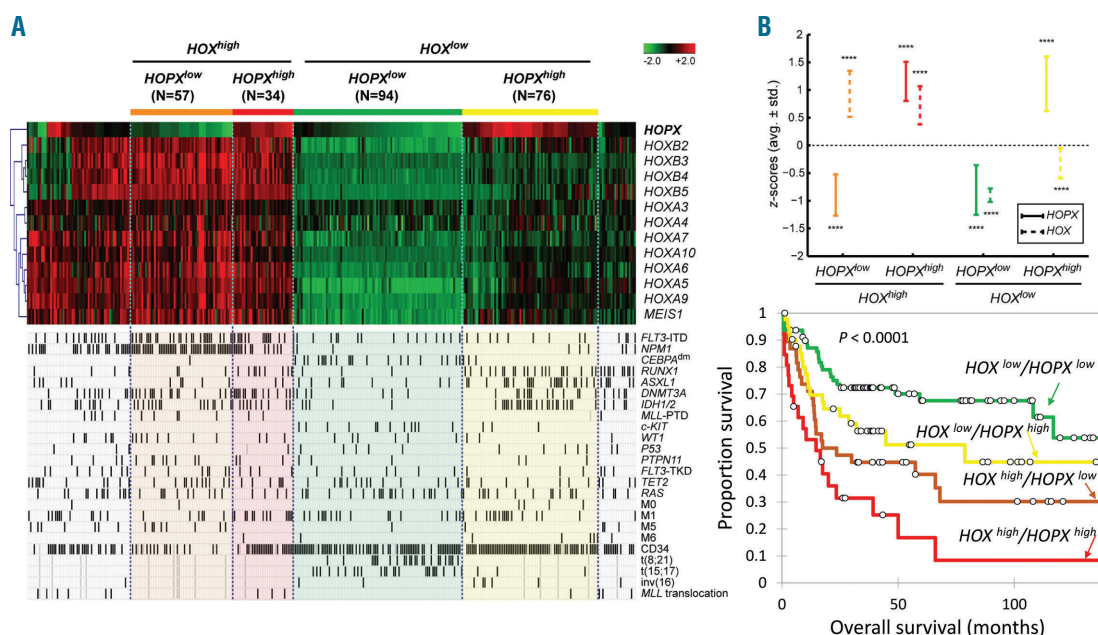 A
HOXhigh
HOXlow
-2.0 +2.0
HOPXlow
(N=57)
HOPXhigh
(N=34)
HOPXlow
(N=94)
HOPXhigh
(N=76)
HOPX
HOXB2
HOXB3
HOXB4
HOXB5
HOXA3
HOXA4
HOXA7
HOXA10
HOXA6
HOXA5
HOXA9
MEIS1
FLT3-ITD
NPM1
CEBPAdm
RUNX1
ASXL1
DNMT3A
IDH1/2
MLL-PTD
c-KIT
WT1
P53
PTPN11
FLT3-TKD
TET2
RAS
M0
M1
M5
M6
CD34
t(8;21)
t(15;17)
inv(16)
MLL translocation
B
z-scores (avg. ± std.)
2
1.5
1
0.5
0
−0.5
−1
−1.5
−2
****
****
****
****
****
****
****
****
HOPX
HOX
HOPXlow
HOPXhigh
HOPXlow
HOPXhigh
HOXhigh
HOXlow
Proportion survival
1
0.9
0.8
0.7
0.6
0.5
0.4
0.3
0.2
0.1
0
P < 0.0001
HOX low/HOPX low
HOX low/HOPX high
HOX high/HOPX low
HOX high/HOPX high
0 50 100
Overall survival (months)